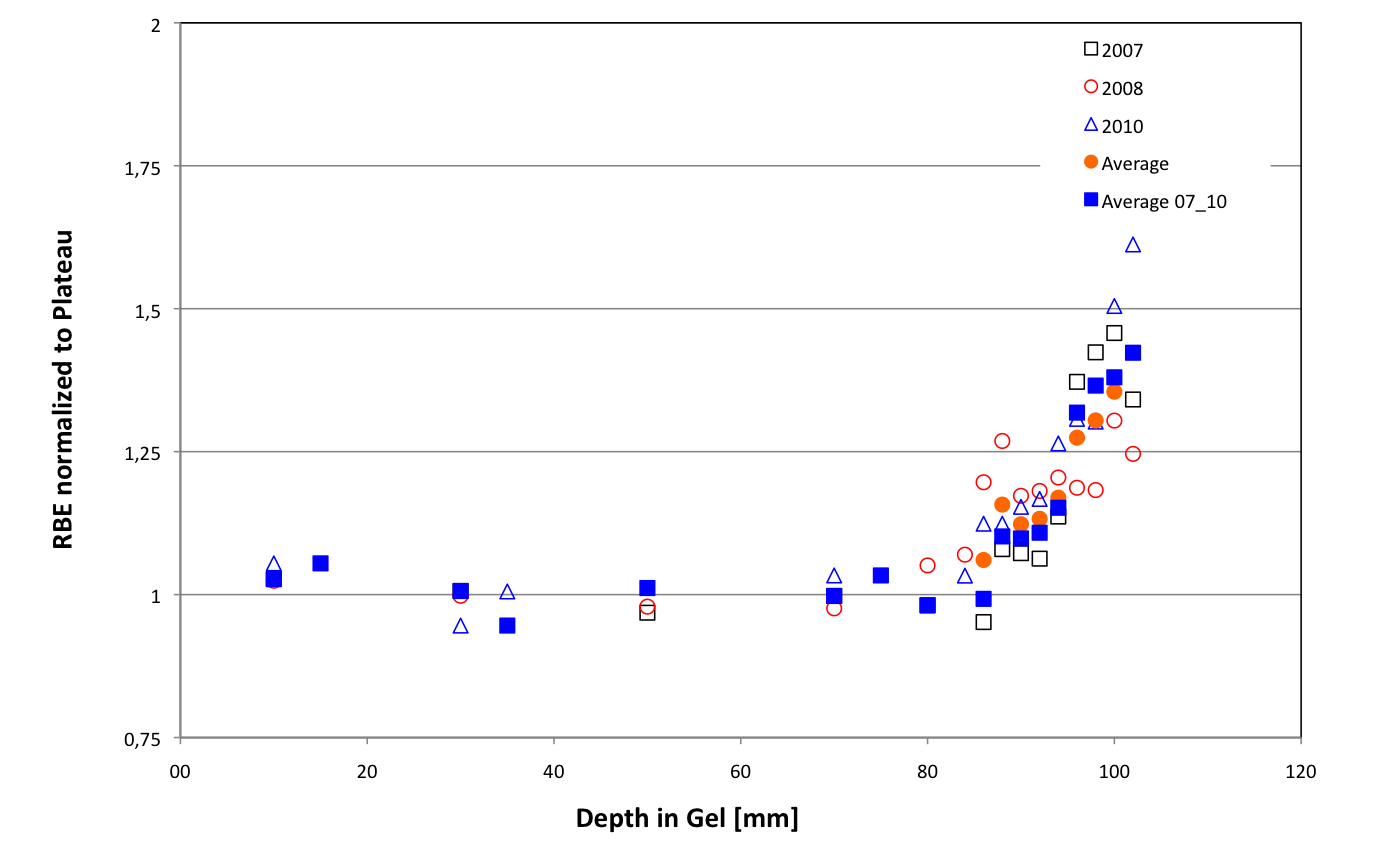 2
1,75
1,5
1,25
1
0,75
RBE normalized to Plateau
2007
2008
2010
Average
Average 07_10
00 20 40 60 80 100 120
Depth in Gel [mm]